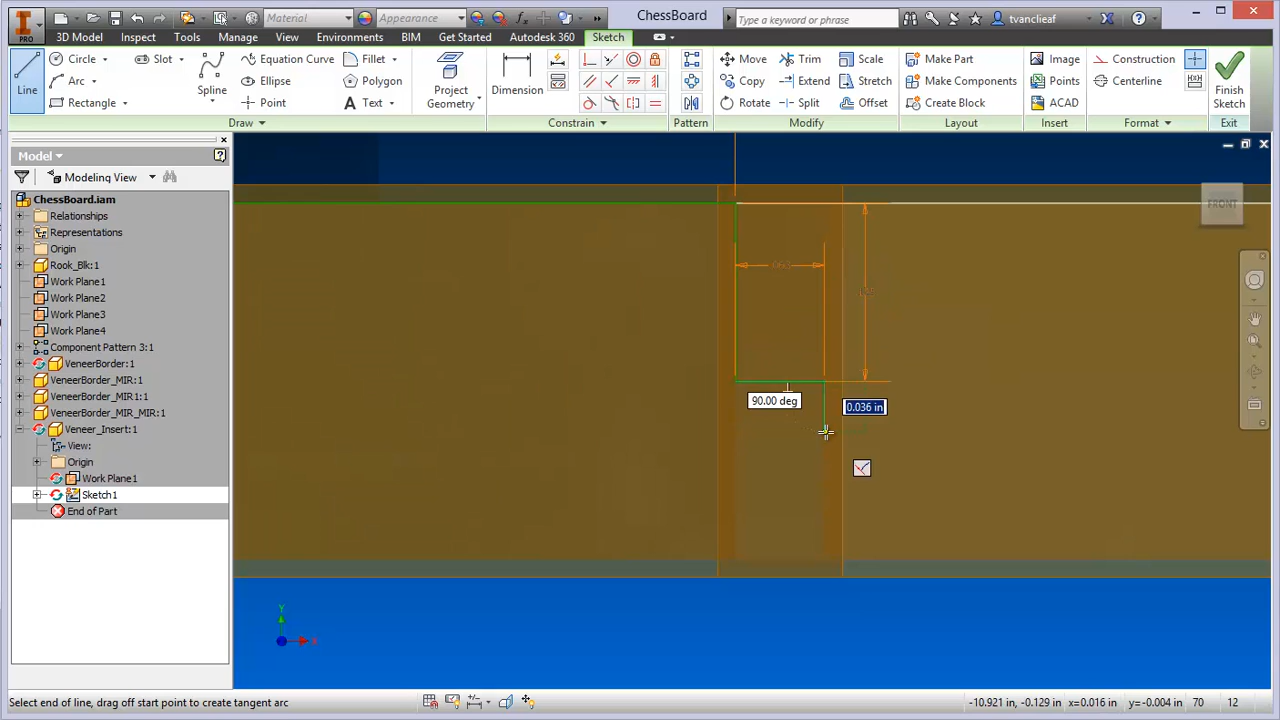 Material
Appearance
ChessBoard
Type a keyword or phrase
tvanclieaf
PRO
3D Model
Inspect
Tools
Manage
View
Environments
BIM
Get Started
Autodesk 360
Sketch
Line
Circle
Arc
Rectangle
Slot
Spline
Equation Curve
Ellipse
Point
Fillet
Polygon
Text
Project
Geometry
Dimension
Move
Copy
Rotate
Trim
Extend
Split
Scale
Stretch
Offset
Make Part
Make Components
Create Block
Image
Points
ACAD
Construction
Centerline
Finish
Sketch
Draw
Constrain
Pattern
Modify
Layout
Insert
Format
Exit
Model
Modeling View
ChessBoard.iam
Relationships
Representations
Origin
Rook_Blk:1
Work Plane1
Work Plane2
Work Plane3
Work Plane4
Component Pattern 3:1
VeneerBorder:1
VeneerBorder_MIR:1
VeneerBorder_MIR1:1
VeneerBorder_MIR_MIR:1
Veneer_Insert:1
View:
Origin
Work Plane1
Sketch1
End of Part
FRONT
90.00 deg
0.036 in
Y
X
Select end of line, drag off start point to create tangent arc
-10.921 in, -0.129 in
x=0.016 in
y=-0.004 in
70
12